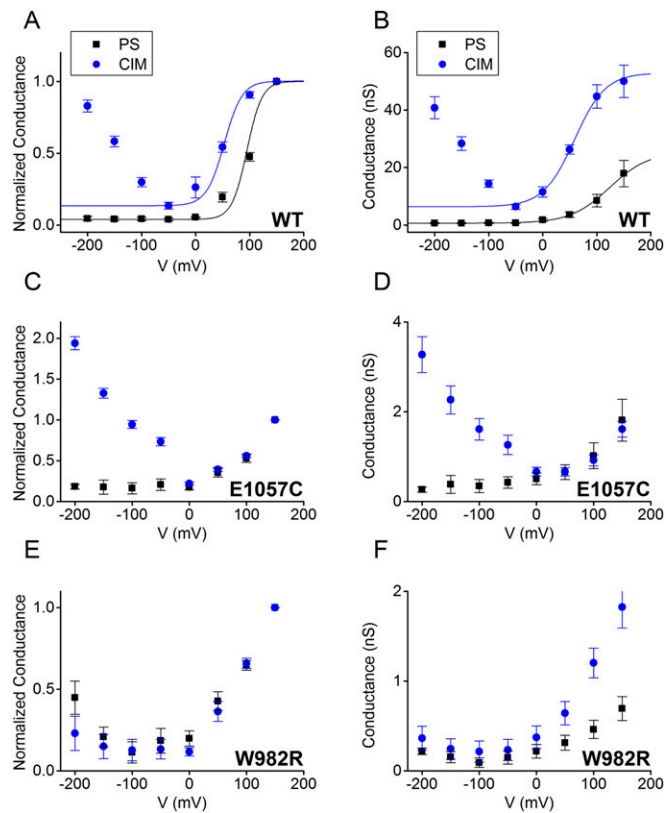 A
PS
CIM
Normalized Conductance
1.0
0.5
0.0
-200 -100 0 100 200
V (mV)
WT
B
PS
CIM
Conductance (nS)
60
40
20
0
-200 -100 0 100 200
V (mV)
WT
C
Normalized Conductance
2.0
1.5
1.0
0.5
0.0
-200 -100 0 100 200
V (mV)
E1057C
D
Conductance (nS)
4
2
0
-200 -100 0 100 200
V (mV)
E1057C
E
Normalized Conductance
1.0
0.5
0.0
-200 -100 0 100 200
V (mV)
W982R
F
Conductance (nS)
2
1
0
-200 -100 0 100 200
V (mV)
W982R